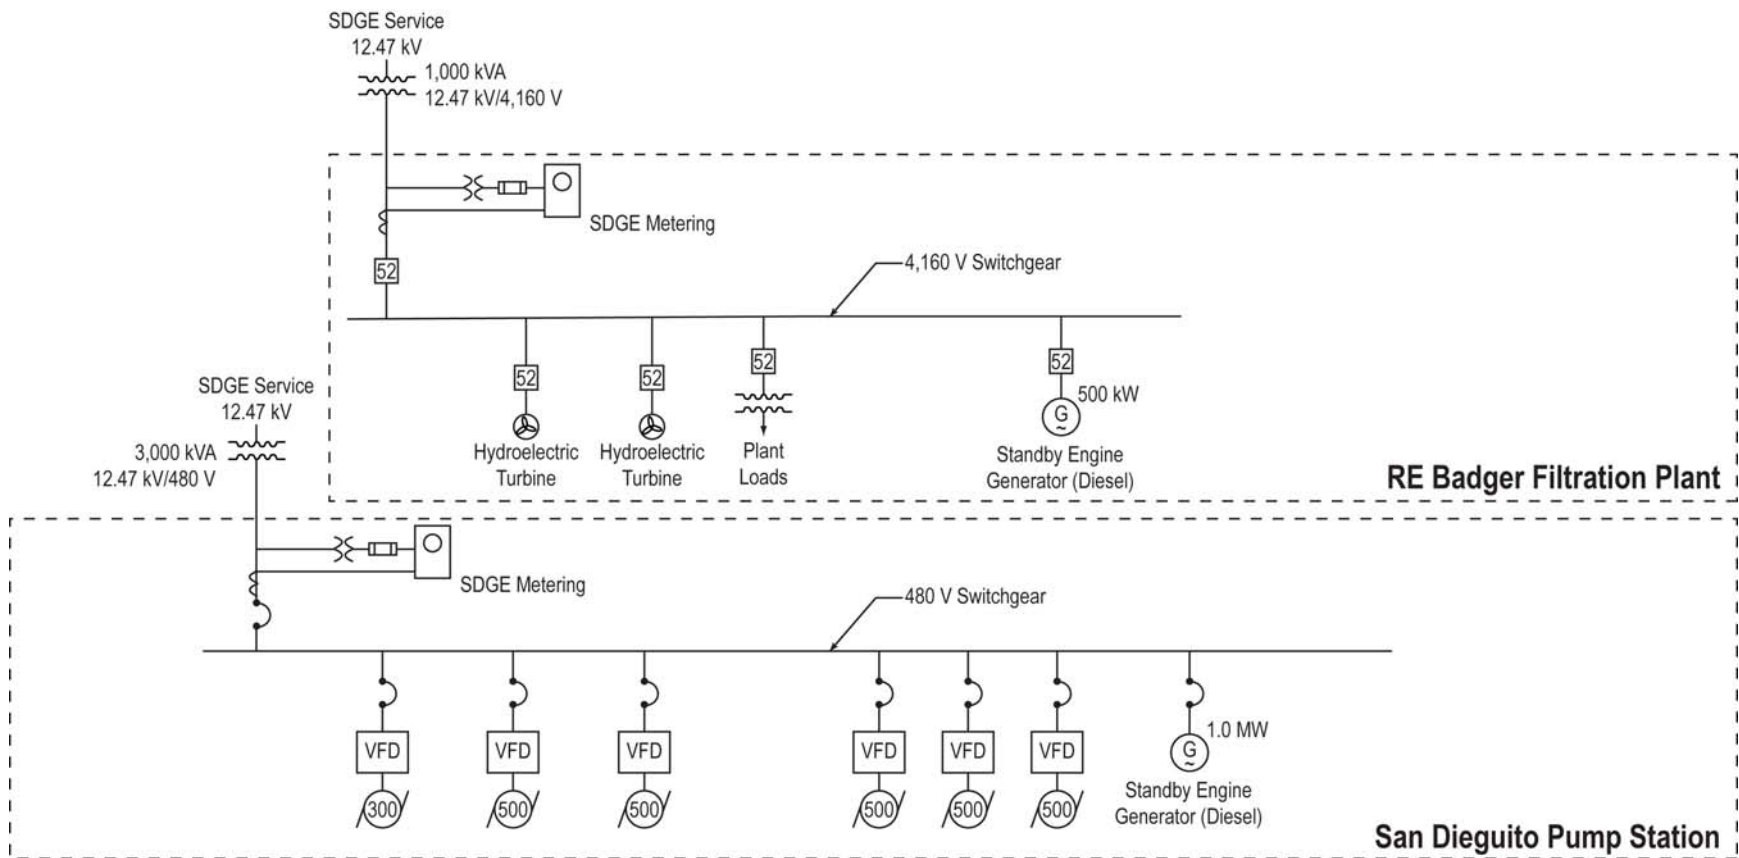 SDGE Service
12.47 kV
1,000 kVA
12.47 kV/4,160 V
SDGE Metering
52
4,160 V Switchgear
52
52
52
52
500 kW
G
~
Hydroelectric
Turbine
Hydroelectric
Turbine
Plant
Loads
Standby Engine
Generator (Diesel)
RE Badger Filtration Plant
SDGE Service
12.47 kV
3,000 kVA
12.47 kV/480 V
SDGE Metering
480 V Switchgear
VFD
VFD
VFD
VFD
VFD
VFD
1.0 MW
G
~
300
500
500
500
500
500
Standby Engine
Generator (Diesel)
San Dieguito Pump Station